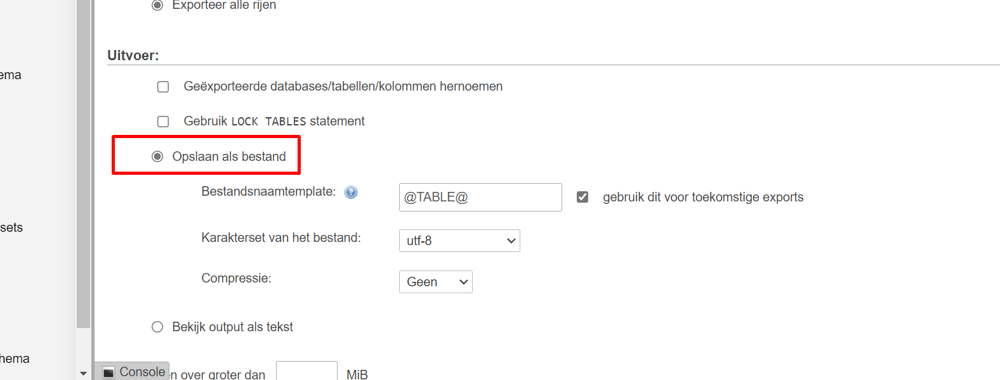 Exporteer alle rijen
Uitvoer:
ema
Geëxporteerde databases/tabellen/kolommen hernoemen
Gebruik LOCK TABLES statement
Opslaan als bestand
Bestandsnaamtemplate: @TABLE@ gebruik dit voor toekomstige exports
sets
Karakterset van het bestand: utf-8
Compressie: Geen
Bekijk output als tekst
hema
Console n over groter dan MiB